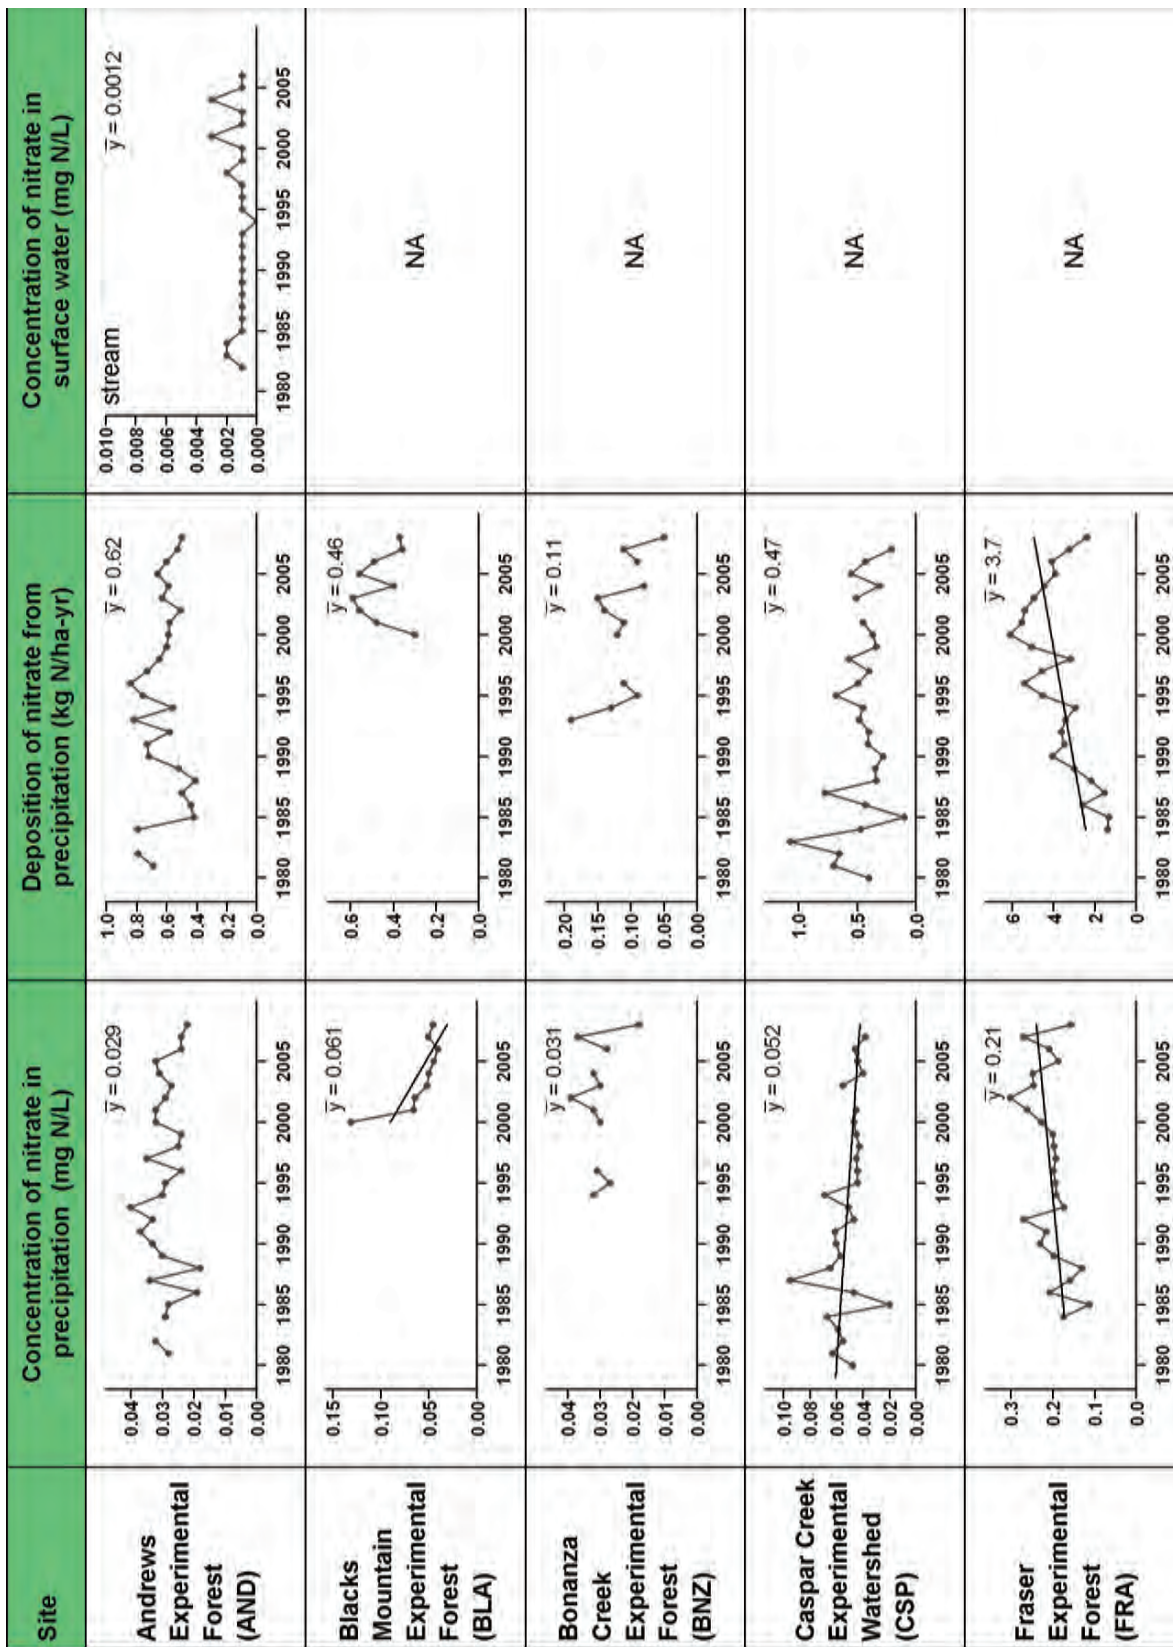 Site
Concentration of nitrate in
precipitation (mg N/L)
Deposition of nitrate from
precipitation (kg N/ha-yr)
Concentration of nitrate in
surface water (mg N/L)
Andrews
Experimental
Forest
(AND)
y̅ = 0.029
0.04
0.03
0.02
0.01
0.00
1980 1985 1990 1995 2000 2005
y̅ = 0.62
1.0
0.8
0.6
0.4
0.2
0.0
1980 1985 1990 1995 2000 2005
stream
y̅ = 0.0012
0.010
0.008
0.006
0.004
0.002
0.000
1980 1985 1990 1995 2000 2005
Blacks
Mountain
Experimental
Forest
(BLA)
y̅ = 0.061
0.15
0.10
0.05
0.00
1980 1985 1990 1995 2000 2005
y̅ = 0.46
0.6
0.4
0.2
0.0
1980 1985 1990 1995 2000 2005
NA
Bonanza
Creek
Experimental
Forest
(BNZ)
y̅ = 0.031
0.04
0.03
0.02
0.01
0.00
1980 1985 1990 1995 2000 2005
y̅ = 0.11
0.20
0.15
0.10
0.05
0.00
1980 1985 1990 1995 2000 2005
NA
Caspar Creek
Experimental
Watershed
(CSP)
y̅ = 0.052
0.10
0.08
0.06
0.04
0.02
0.00
1980 1985 1990 1995 2000 2005
y̅ = 0.47
1.0
0.5
0.0
1980 1985 1990 1995 2000 2005
NA
Fraser
Experimental
Forest
(FRA)
y̅ = 0.21
0.3
0.2
0.1
0.0
1980 1985 1990 1995 2000 2005
y̅ = 3.7
6
4
2
0
1980 1985 1990 1995 2000 2005
NA